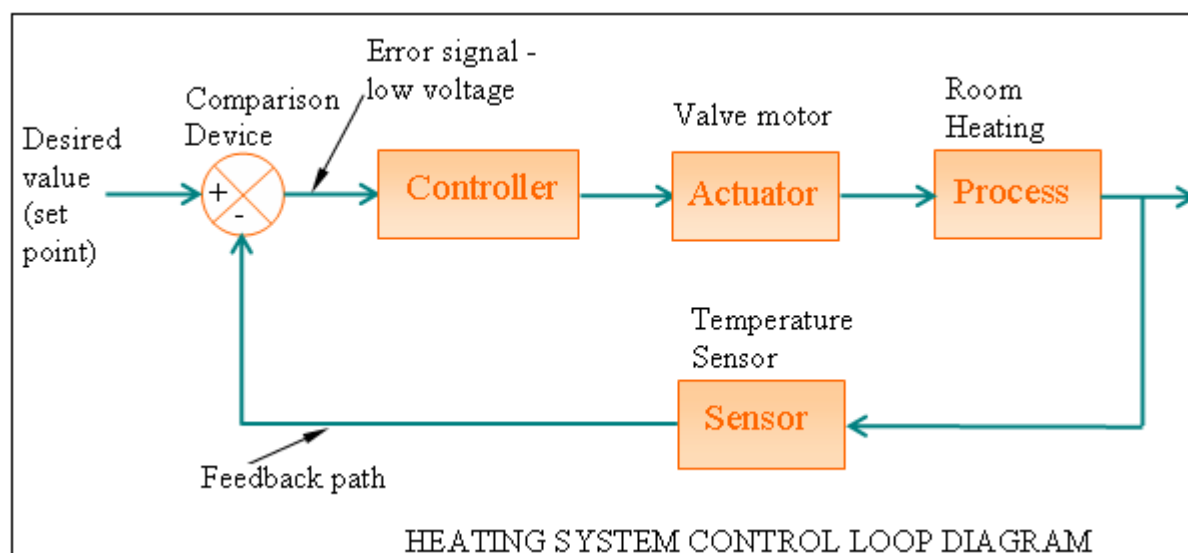 Error signal -
low voltage
Comparison
Device
Desired
value
(set
point)
+
-
Controller
Valve motor
Actuator
Room
Heating
Process
Temperature
Sensor
Sensor
Feedback path
HEATING SYSTEM CONTROL LOOP DIAGRAM